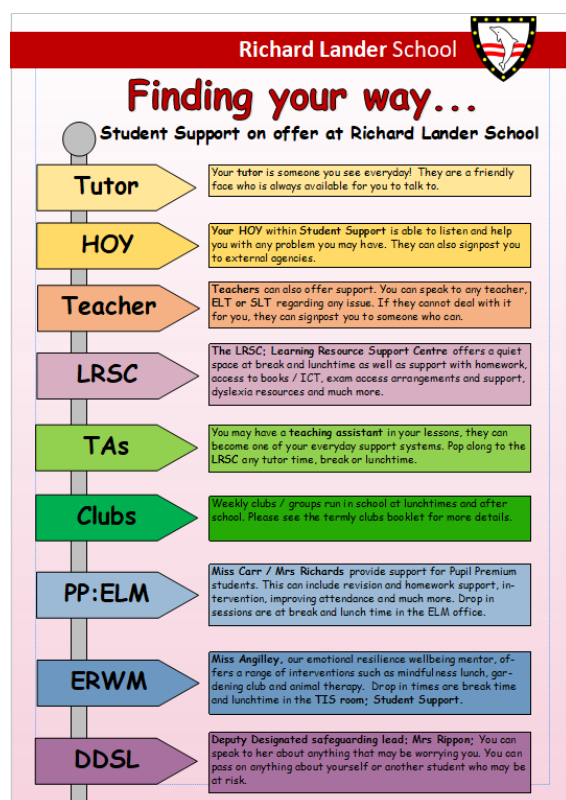 Richard Lander School
Finding your way...
Student Support on offer at Richard Lander School
Tutor
Your tutor is someone you see everyday! They are a friendly
face who is always available for you to talk to.
HOY
Your HOY within Student Support is able to listen and help
you with any problem you may have. They can also signpost you
to external agencies.
Teacher
Teachers can also offer support. You can speak to any teacher,
ELT or SLT regarding any issue. If they cannot deal with it
for you, they can signpost you to someone who can.
LRSC
The LRSC; Learning Resource Support Centre offers a quiet
space at break and lunchtime as well as support with homework,
access to books / ICT, exam access arrangements and support,
dyslexia resources and much more.
TAs
You may have a teaching assistant in your lessons, they can
become one of your everyday support systems. Pop along to the
LRSC any tutor time, break or lunchtime.
Clubs
Weekly clubs / groups run in school at lunchtimes and after
school. Please see the termly clubs booklet for more details.
PP:ELM
Miss Carr / Mrs Richards provide support for Pupil Premium
students. This can include revision and homework support, in-
tervention, improving attendance and much more. Drop in
sessions are at break and lunch time in the ELM office.
ERWM
Miss Angilley, our emotional resilience wellbeing mentor, of-
fers a range of interventions such as mindfulness lunch, gar-
dening club and animal therapy. Drop in times are break time
and lunchtime in the TIS room; Student Support.
DDSL
Deputy Designated safeguarding lead; Mrs Rippon; You can
speak to her about anything that may be worrying you. You can
pass on anything about yourself or another student who may be
at risk.